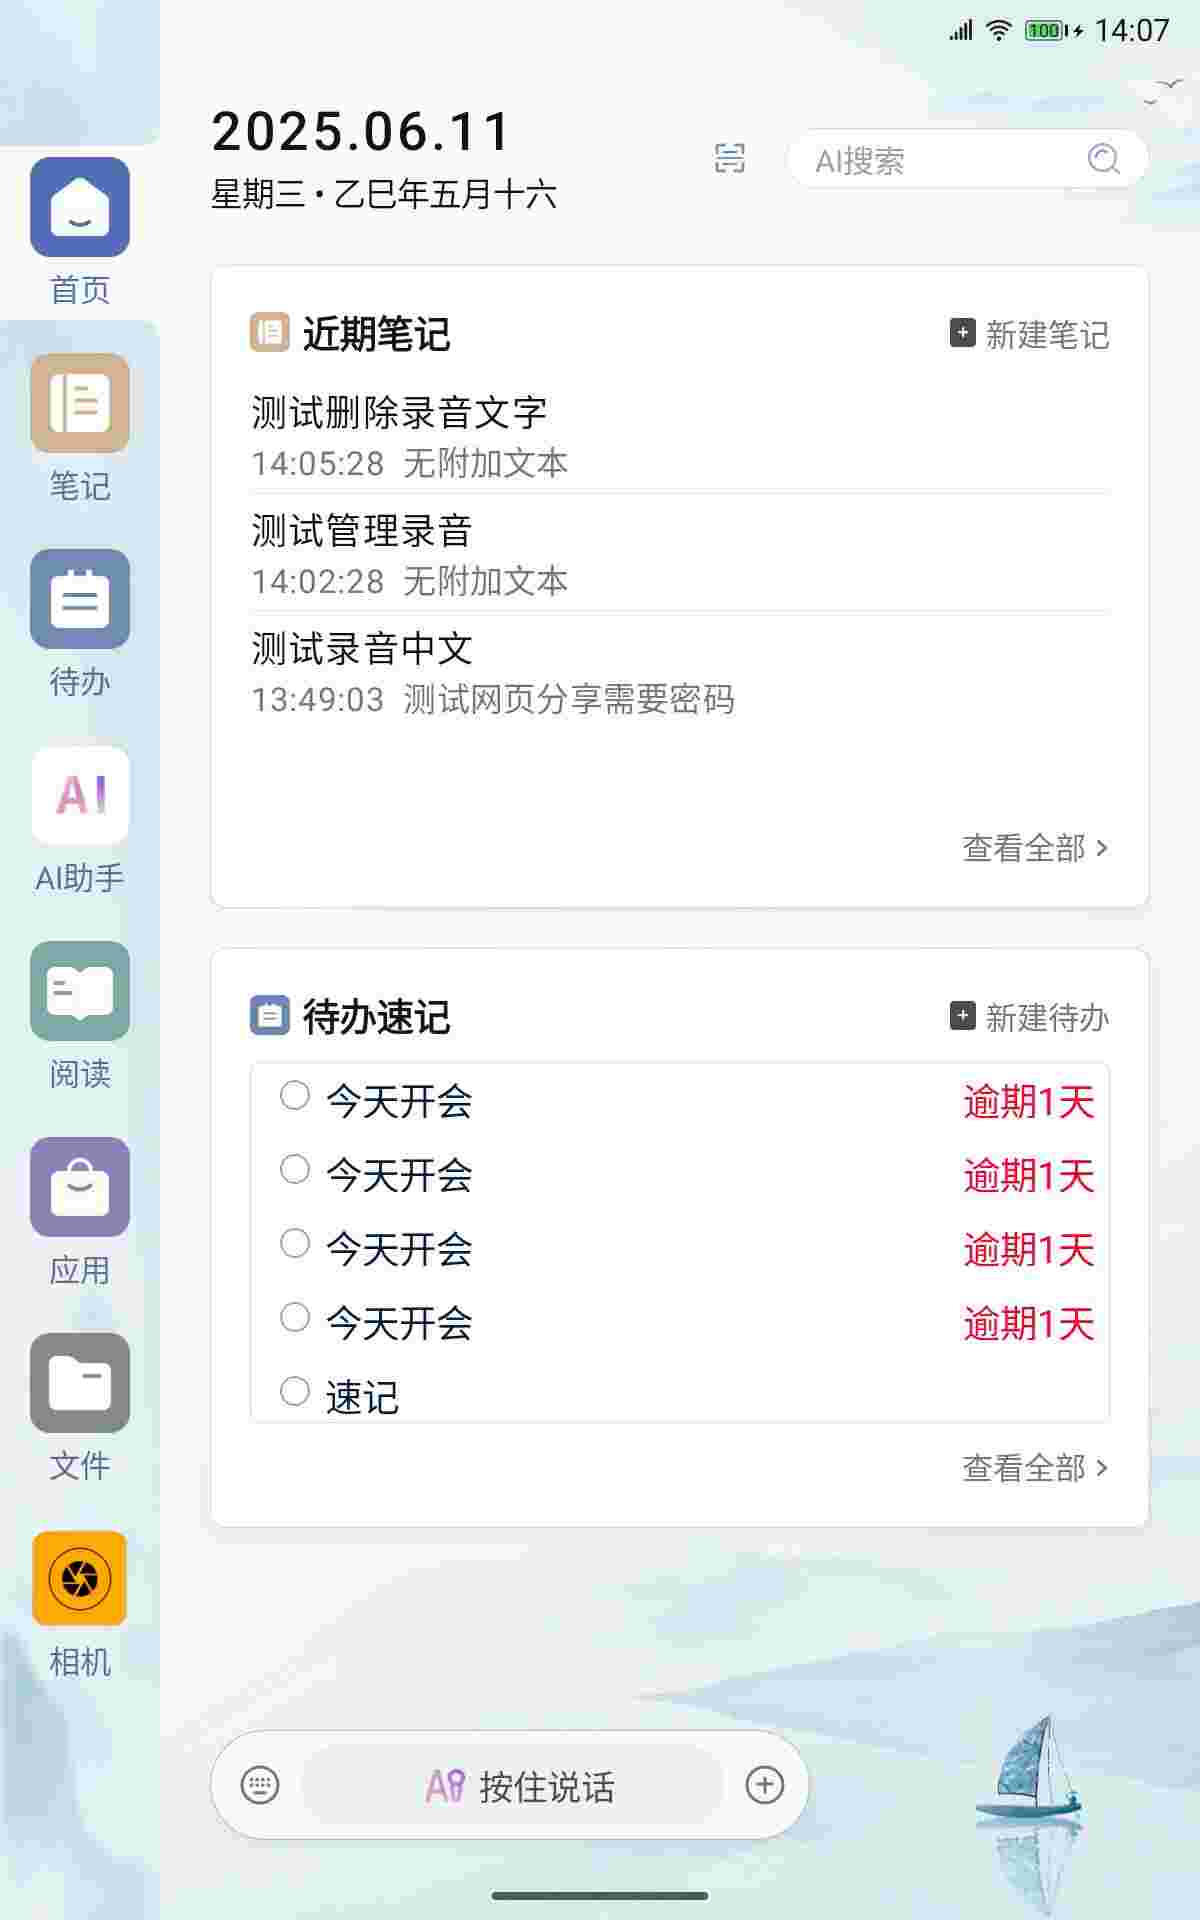 100 14:07
2025.06.11
星期三·乙巳年五月十六
AI搜索
首页
笔记
待办
AI
AI助手
阅读
应用
文件
相机
近期笔记
新建笔记
测试删除录音文字
14:05:28 无附加文本
测试管理录音
14:02:28 无附加文本
测试录音中文
13:49:03 测试网页分享需要密码
查看全部
待办速记
新建待办
今天开会 逾期1天
今天开会 逾期1天
今天开会 逾期1天
今天开会 逾期1天
速记
查看全部
按住说话